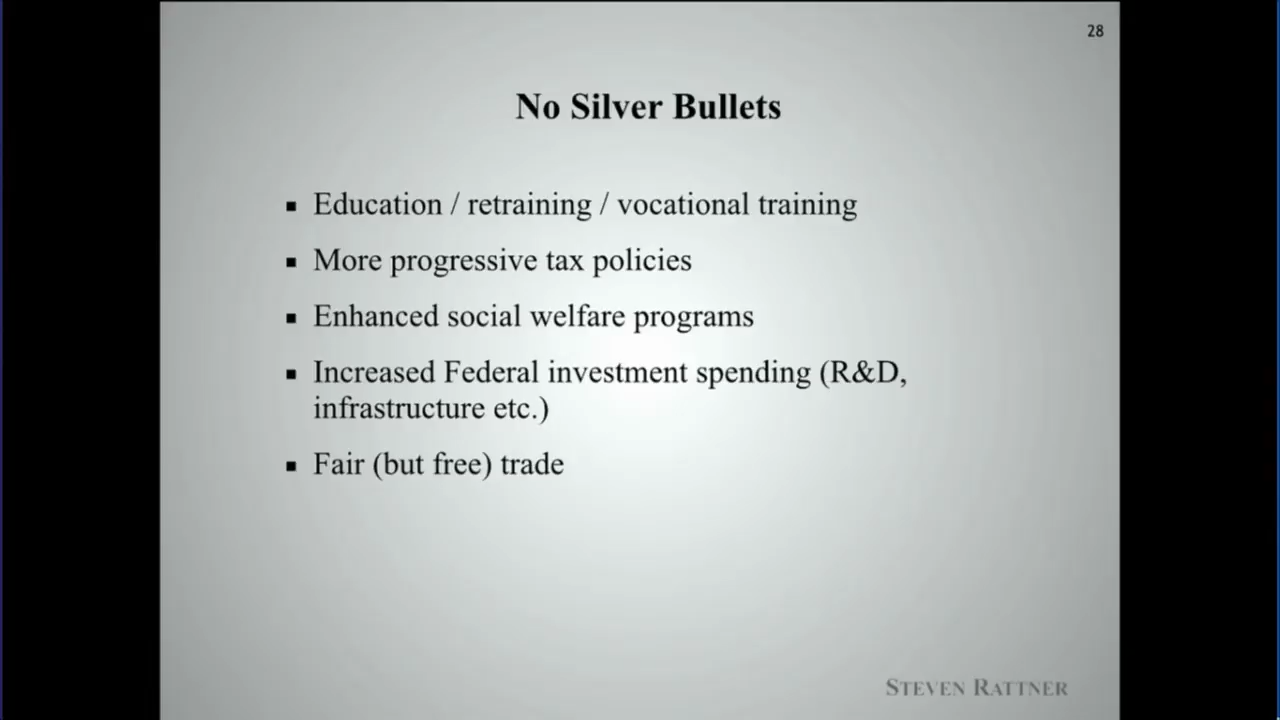 28
No Silver Bullets
▪ Education / retraining / vocational training
▪ More progressive tax policies
▪ Enhanced social welfare programs
▪ Increased Federal investment spending (R&D,
infrastructure etc.)
▪ Fair (but free) trade
STEVEN RATTNER